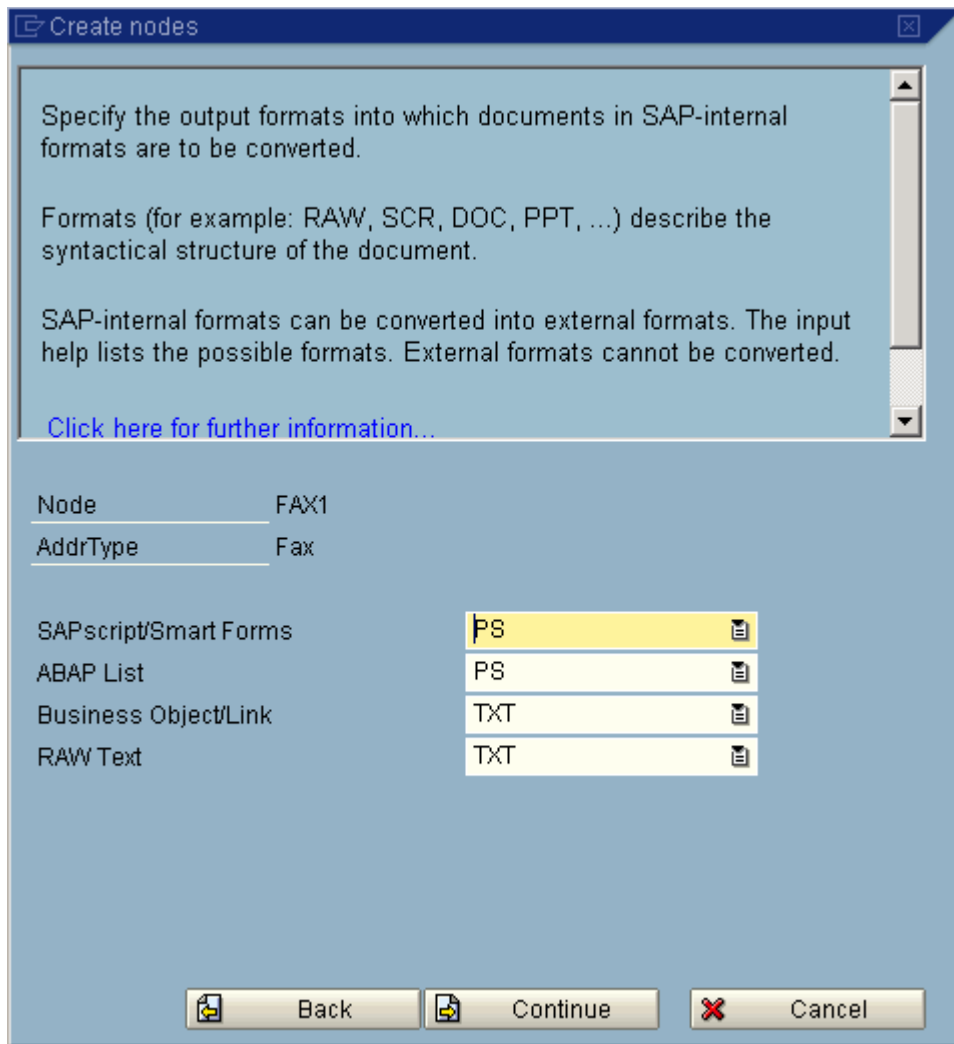 Create nodes
Specify the output formats into which documents in SAP-internal
formats are to be converted.
Formats (for example: RAW, SCR, DOC, PPT, ...) describe the
syntactical structure of the document.
SAP-internal formats can be converted into external formats. The input
help lists the possible formats. External formats cannot be converted.
Click here for further information...
Node FAX1
AddrType Fax
SAPscript/Smart Forms PS
ABAP List PS
Business Object/Link TXT
RAW Text TXT
Back Continue Cancel